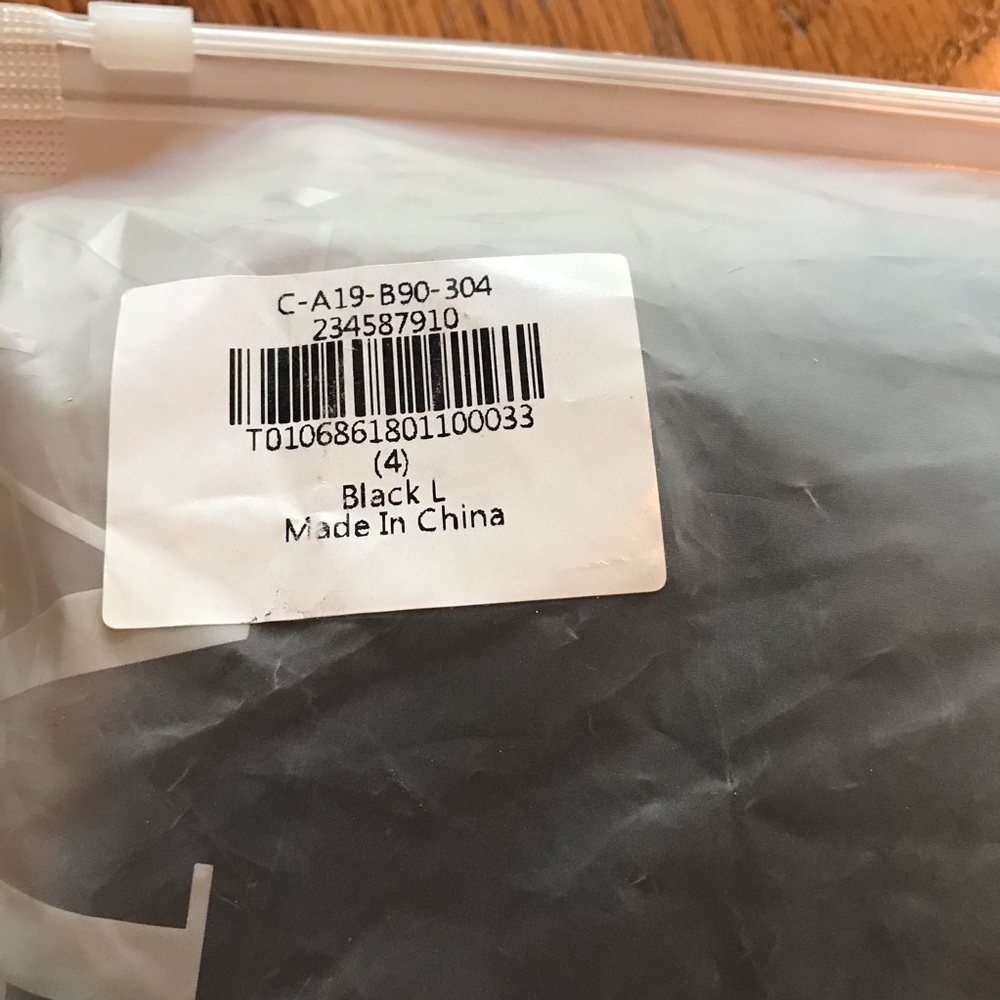 C-A19-B90-304
234587910
T0106861801100033
(4)
Black L
Made In China